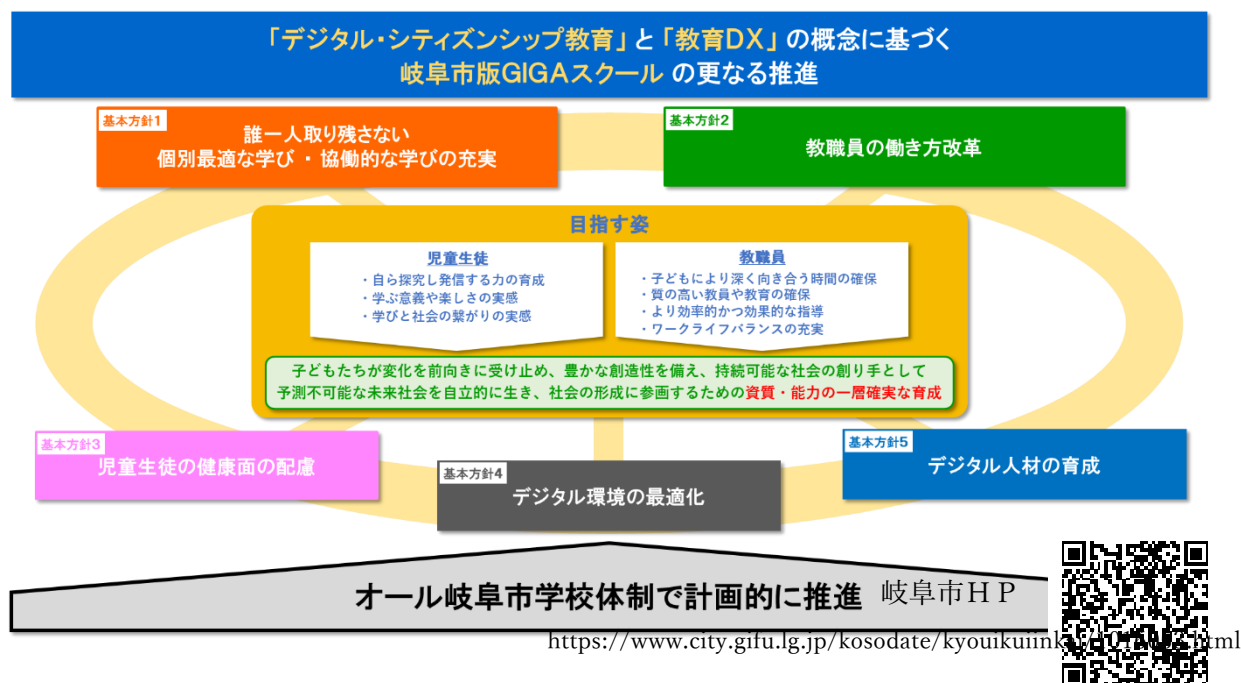 「デジタル・シティズンシップ教育」と「教育DX」の概念に基づく
岐阜市版GIGAスクール の更なる推進
基本方針1
誰一人取り残さない
個別最適な学び ・ 協働的な学びの充実
基本方針2
教職員の働き方改革
目指す姿
児童生徒
・自ら探究し発信する力の育成
・学ぶ意義や楽しさの実感
・学びと社会の繋がりの実感
教職員
・子どもにより深く向き合う時間の確保
・質の高い教員や教育の確保
・より効率的かつ効果的な指導
・ワークライフバランスの充実
子どもたちが変化を前向きに受け止め、豊かな創造性を備え、持続可能な社会の創り手として
予測不可能な未来社会を自立的に生き、社会の形成に参画するための資質・能力の一層確実な育成
基本方針3
児童生徒の健康面の配慮
基本方針4
デジタル環境の最適化
基本方針5
デジタル人材の育成
オール岐阜市学校体制で計画的に推進
岐阜市ＨＰ
https://www.city.gifu.lg.jp/kosodate/kyouikuiink